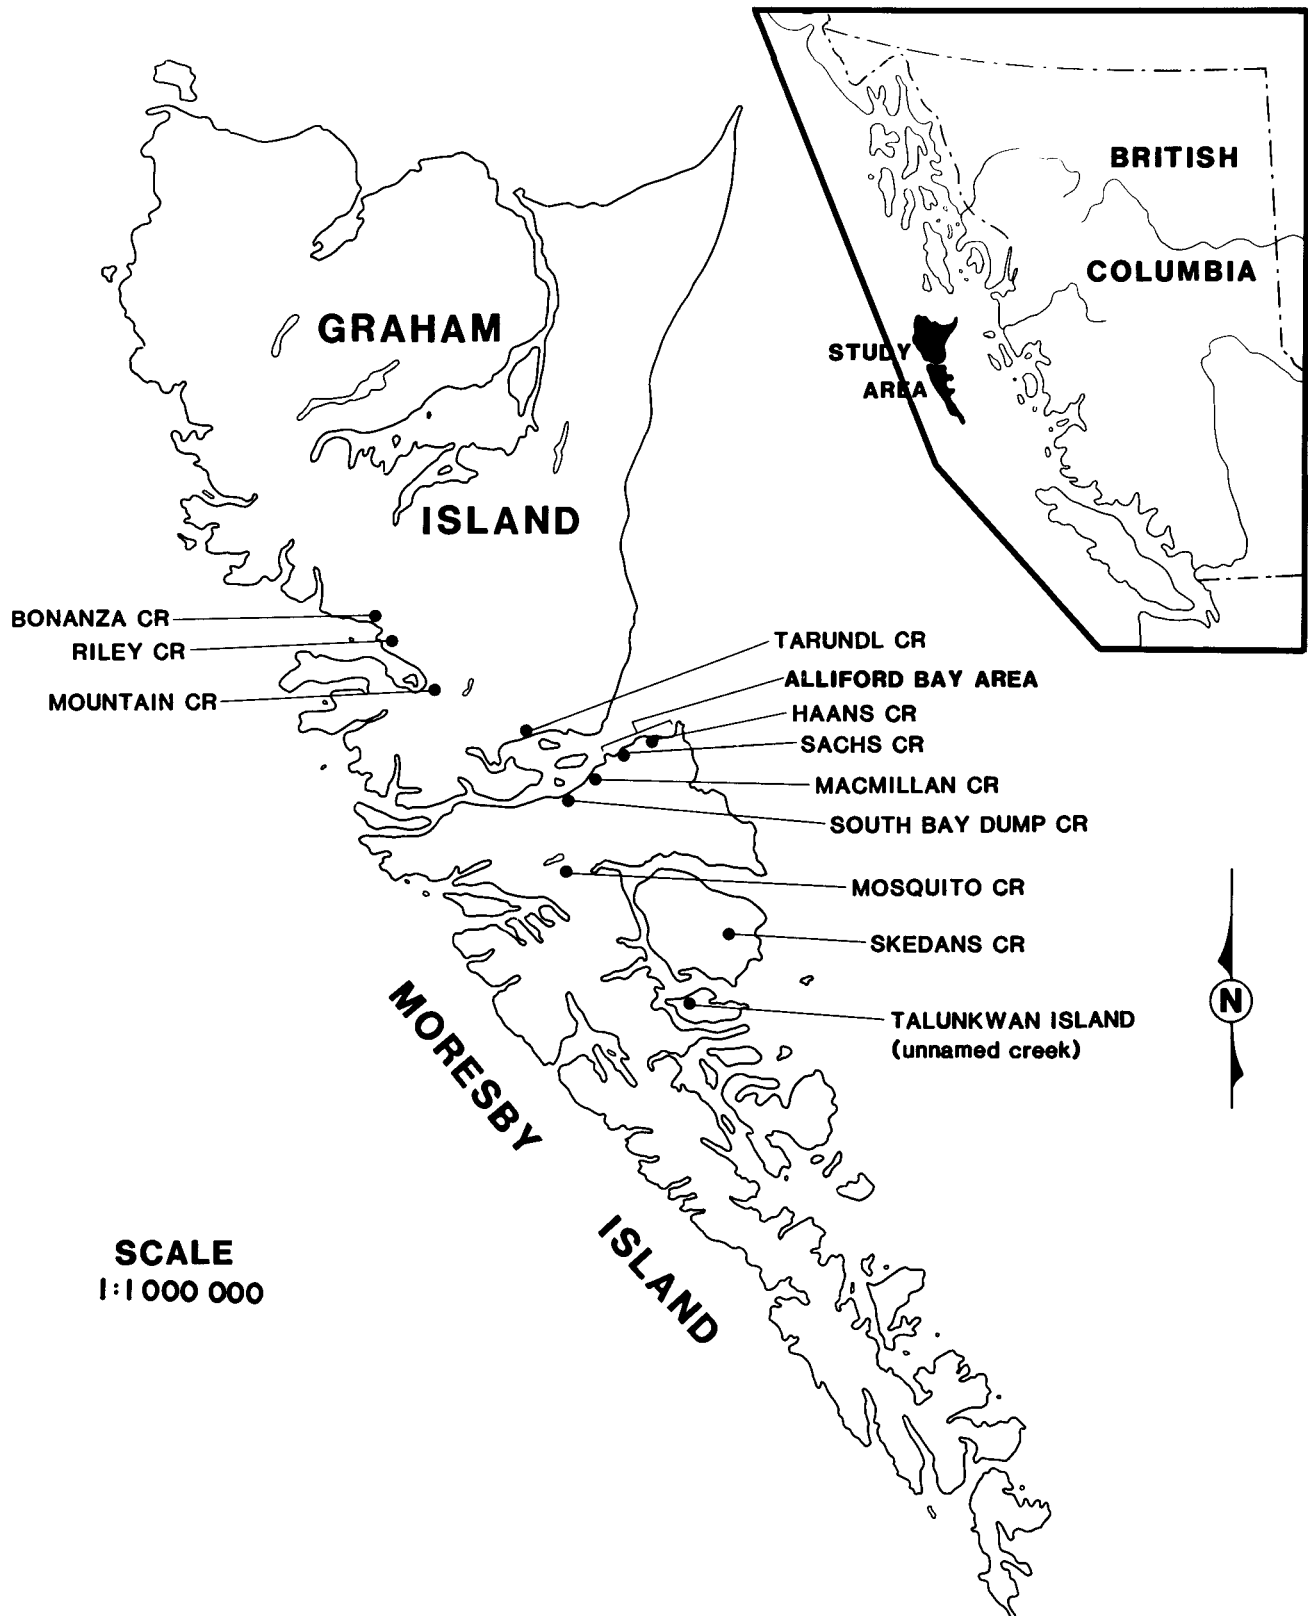 BRITISH
COLUMBIA
STUDY
AREA
GRAHAM
ISLAND
BONANZA CR
RILEY CR
MOUNTAIN CR
TARUNDL CR
ALLIFORD BAY AREA
HAANS CR
SACHS CR
MACMILLAN CR
SOUTH BAY DUMP CR
MOSQUITO CR
SKEDANS CR
TALUNKWAN ISLAND
(unnamed creek)
N
MORESBY
ISLAND
SCALE
1:1 000 000